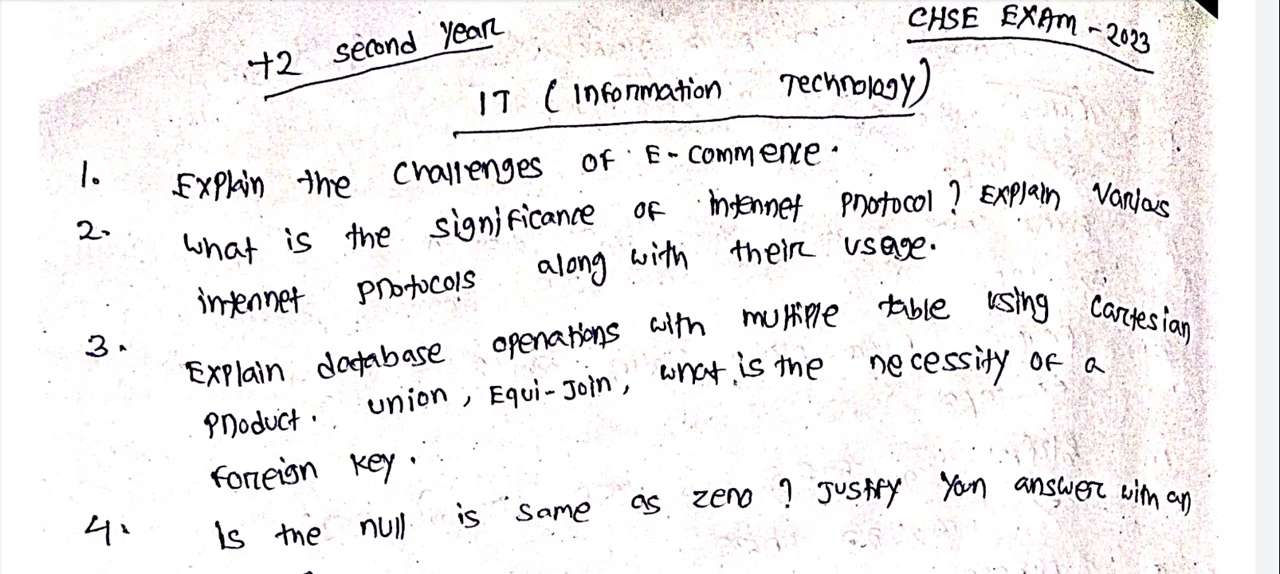 +2 second Year
CHSE EXAM - 2023
IT (Information Technology)
1. Explain the challenges of E-commerce.
2. what is the significance of internet protocol? Explain various
internet protocols along with their usage.
3. Explain database operations with multiple table using cartesian
product. union, Equi-Join, what is the necessity of a
foreign key.
4. Is the null is same as zero? Justify your answer with an